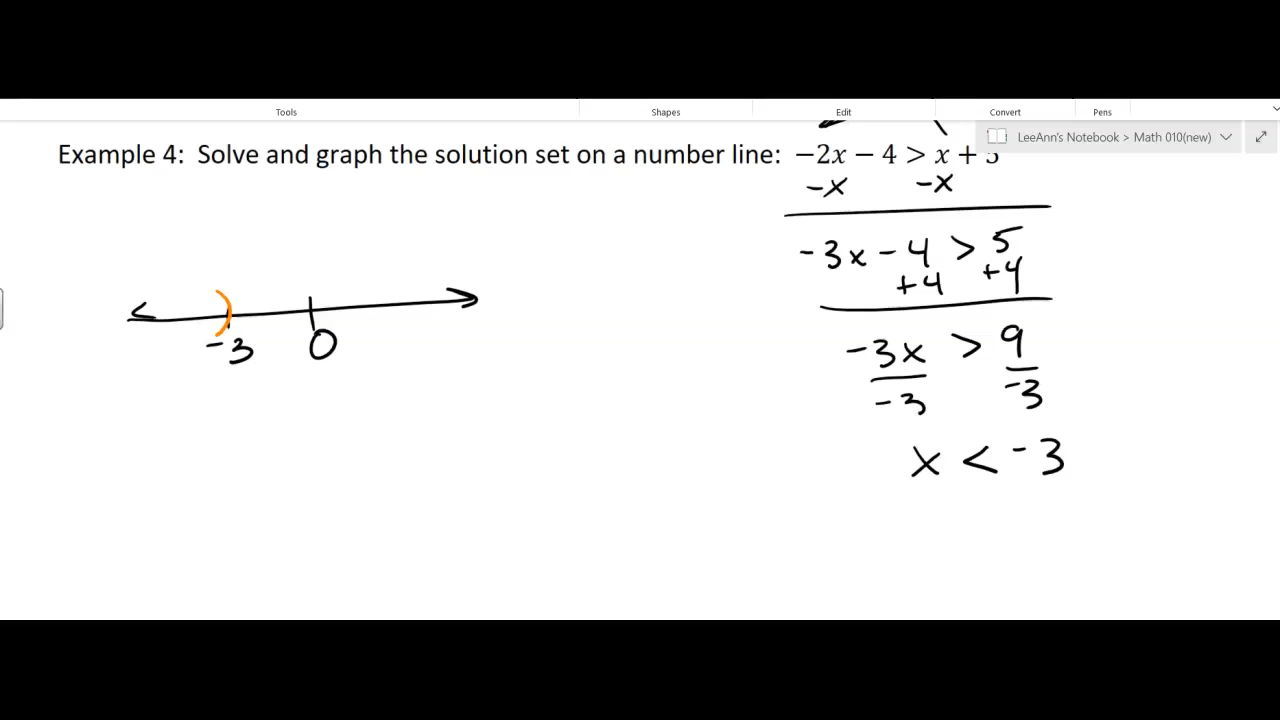 Tools Shapes Edit Convert Pens
LeeAnn's Notebook > Math 010(new)
Example 4: Solve and graph the solution set on a number line: −2x − 4 > x + 5
-x -x
-3x - 4 > 5
+4 +4
-3x > 9
-3 -3
x < -3
) 
-3 0